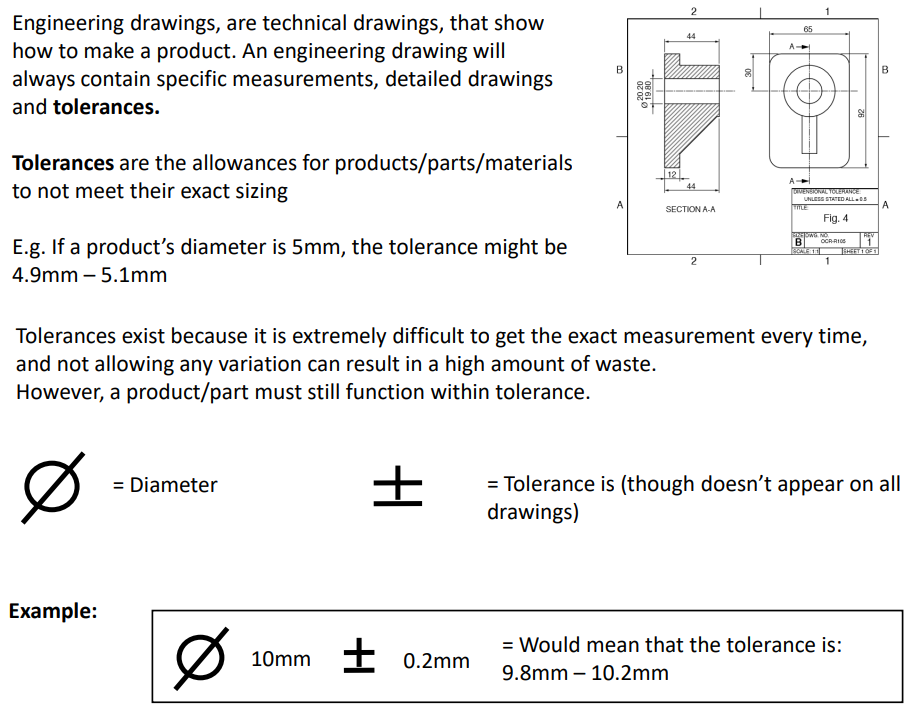 Engineering drawings, are technical drawings, that show
how to make a product. An engineering drawing will
always contain specific measurements, detailed drawings
and tolerances.
Tolerances are the allowances for products/parts/materials
to not meet their exact sizing
E.g. If a product’s diameter is 5mm, the tolerance might be
4.9mm – 5.1mm
2
1
44
65
A
B
B
30
Ø 20.20
19.80
92
12
44
A
A
A
SECTION A-A
DIMENSIONAL TOLERANCE:
UNLESS STATED ALL ± 0.5
TITLE:
Fig. 4
SIZE
DWG. NO.
REV
B
OCR-R105
1
SCALE: 1:1
SHEET 1 OF 1
2
1
Tolerances exist because it is extremely difficult to get the exact measurement every time,
and not allowing any variation can result in a high amount of waste.
However, a product/part must still function within tolerance.
Ø = Diameter
± = Tolerance is (though doesn’t appear on all
drawings)
Example:
Ø 10mm ± 0.2mm = Would mean that the tolerance is:
9.8mm – 10.2mm